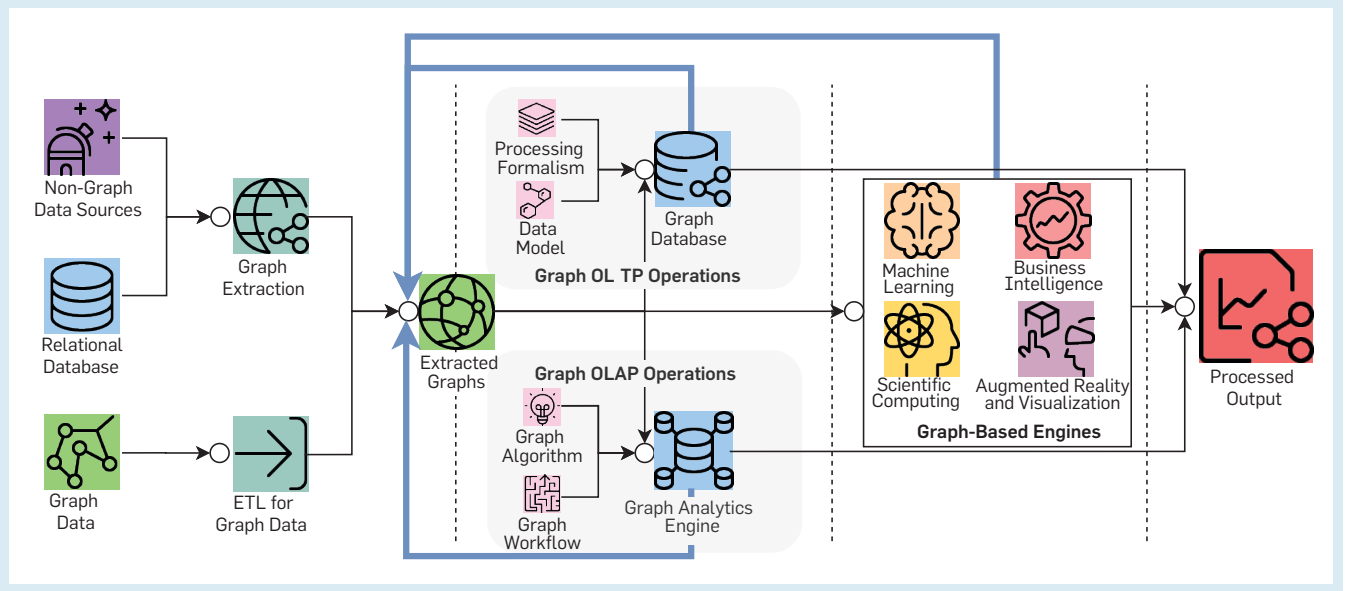 Non-Graph
Data Sources
Relational
Database
Graph
Data
Graph
Extraction
ETL for
Graph Data
Extracted
Graphs
Processing
Formalism
Data
Model
Graph
Database
Graph OL TP Operations
Graph OLAP Operations
Graph
Algorithm
Graph
Workflow
Graph Analytics
Engine
Machine
Learning
Business
Intelligence
Scientific
Computing
Augmented Reality
and Visualization
Graph-Based Engines
Processed
Output